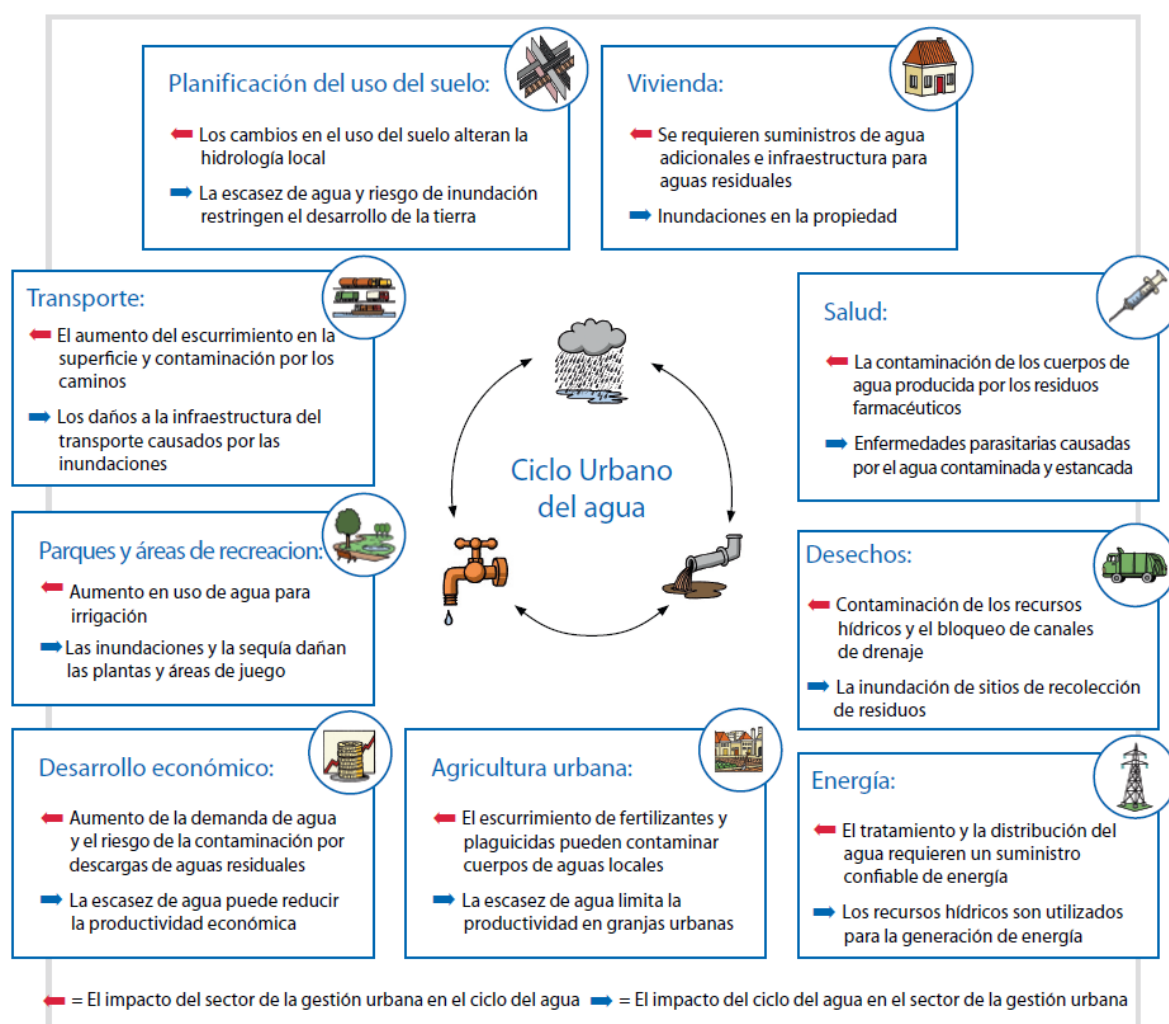 Planificación del uso del suelo:
Los cambios en el uso del suelo alteran la
hidrología local
La escasez de agua y riesgo de inundación
restringen el desarrollo de la tierra
Vivienda:
Se requieren suministros de agua
adicionales e infraestructura para
aguas residuales
Inundaciones en la propiedad
Transporte:
El aumento del escurrimiento en la
superficie y contaminación por los
caminos
Los daños a la infraestructura del
transporte causados por las
inundaciones
Salud:
La contaminación de los cuerpos de
agua producida por los residuos
farmacéuticos
Enfermedades parasitarias causadas
por el agua contaminada y estancada
Ciclo Urbano
del agua
Parques y áreas de recreacion:
Aumento en uso de agua para
irrigación
Las inundaciones y la sequía dañan
las plantas y áreas de juego
Desechos:
Contaminación de los recursos
hídricos y el bloqueo de canales
de drenaje
La inundación de sitios de recolección
de residuos
Desarrollo económico:
Aumento de la demanda de agua
y el riesgo de la contaminación por
descargas de aguas residuales
La escasez de agua puede reducir
la productividad económica
Agricultura urbana:
El escurrimiento de fertilizantes y
plaguicidas pueden contaminar
cuerpos de aguas locales
La escasez de agua limita la
productividad en granjas urbanas
Energía:
El tratamiento y la distribución del
agua requieren un suministro
confiable de energía
Los recursos hídricos son utilizados
para la generación de energía
= El impacto del sector de la gestión urbana en el ciclo del agua = El impacto del ciclo del agua en el sector de la gestión urbana